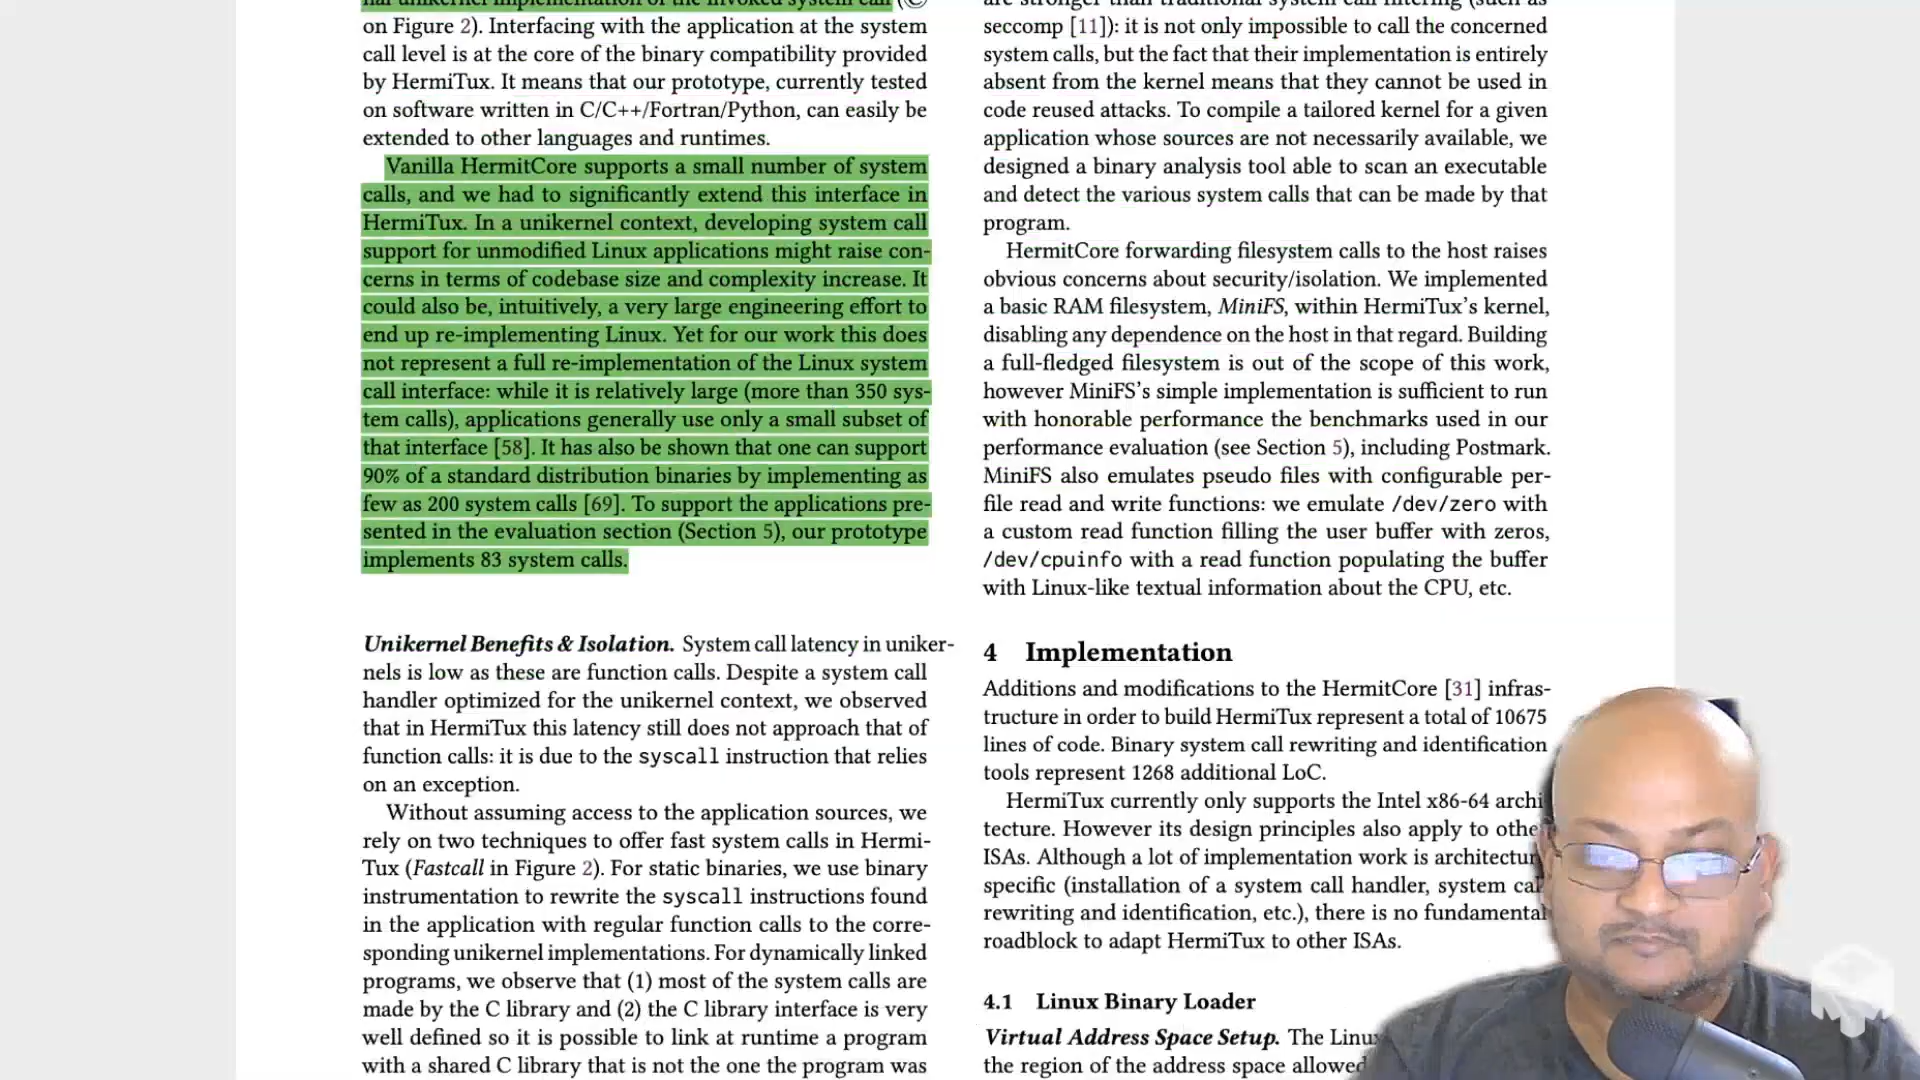 nal unikernel implementation of the invoked system call (C
on Figure 2). Interfacing with the application at the system
call level is at the core of the binary compatibility provided
by HermiTux. It means that our prototype, currently tested
on software written in C/C++/Fortran/Python, can easily be
extended to other languages and runtimes.
Vanilla HermitCore supports a small number of system
calls, and we had to significantly extend this interface in
HermiTux. In a unikernel context, developing system call
support for unmodified Linux applications might raise con-
cerns in terms of codebase size and complexity increase. It
could also be, intuitively, a very large engineering effort to
end up re-implementing Linux. Yet for our work this does
not represent a full re-implementation of the Linux system
call interface: while it is relatively large (more than 350 sys-
tem calls), applications generally use only a small subset of
that interface [58]. It has also be shown that one can support
90% of a standard distribution binaries by implementing as
few as 200 system calls [69]. To support the applications pre-
sented in the evaluation section (Section 5), our prototype
implements 83 system calls.
Unikernel Benefits & Isolation. System call latency in uniker-
nels is low as these are function calls. Despite a system call
handler optimized for the unikernel context, we observed
that in HermiTux this latency still does not approach that of
function calls: it is due to the syscall instruction that relies
on an exception.
Without assuming access to the application sources, we
rely on two techniques to offer fast system calls in Hermi-
Tux (Fastcall in Figure 2). For static binaries, we use binary
instrumentation to rewrite the syscall instructions found
in the application with regular function calls to the corre-
sponding unikernel implementations. For dynamically linked
programs, we observe that (1) most of the system calls are
made by the C library and (2) the C library interface is very
well defined so it is possible to link at runtime a program
with a shared C library that is not the one the program was
are stronger than traditional system call filtering (such as
seccomp [11]): it is not only impossible to call the concerned
system calls, but the fact that their implementation is entirely
absent from the kernel means that they cannot be used in
code reused attacks. To compile a tailored kernel for a given
application whose sources are not necessarily available, we
designed a binary analysis tool able to scan an executable
and detect the various system calls that can be made by that
program.
HermitCore forwarding filesystem calls to the host raises
obvious concerns about security/isolation. We implemented
a basic RAM filesystem, MiniFS, within HermiTux's kernel,
disabling any dependence on the host in that regard. Building
a full-fledged filesystem is out of the scope of this work,
however MiniFS's simple implementation is sufficient to run
with honorable performance the benchmarks used in our
performance evaluation (see Section 5), including Postmark.
MiniFS also emulates pseudo files with configurable per-
file read and write functions: we emulate /dev/zero with
a custom read function filling the user buffer with zeros,
/dev/cpuinfo with a read function populating the buffer
with Linux-like textual information about the CPU, etc.
4 Implementation
Additions and modifications to the HermitCore [31] infras-
tructure in order to build HermiTux represent a total of 10675
lines of code. Binary system call rewriting and identification
tools represent 1268 additional LoC.
HermiTux currently only supports the Intel x86-64 archi
tecture. However its design principles also apply to othe
ISAs. Although a lot of implementation work is architectur
specific (installation of a system call handler, system ca
rewriting and identification, etc.), there is no fundamental
roadblock to adapt HermiTux to other ISAs.
4.1 Linux Binary Loader
Virtual Address Space Setup. The Linux
the region of the address space allowed